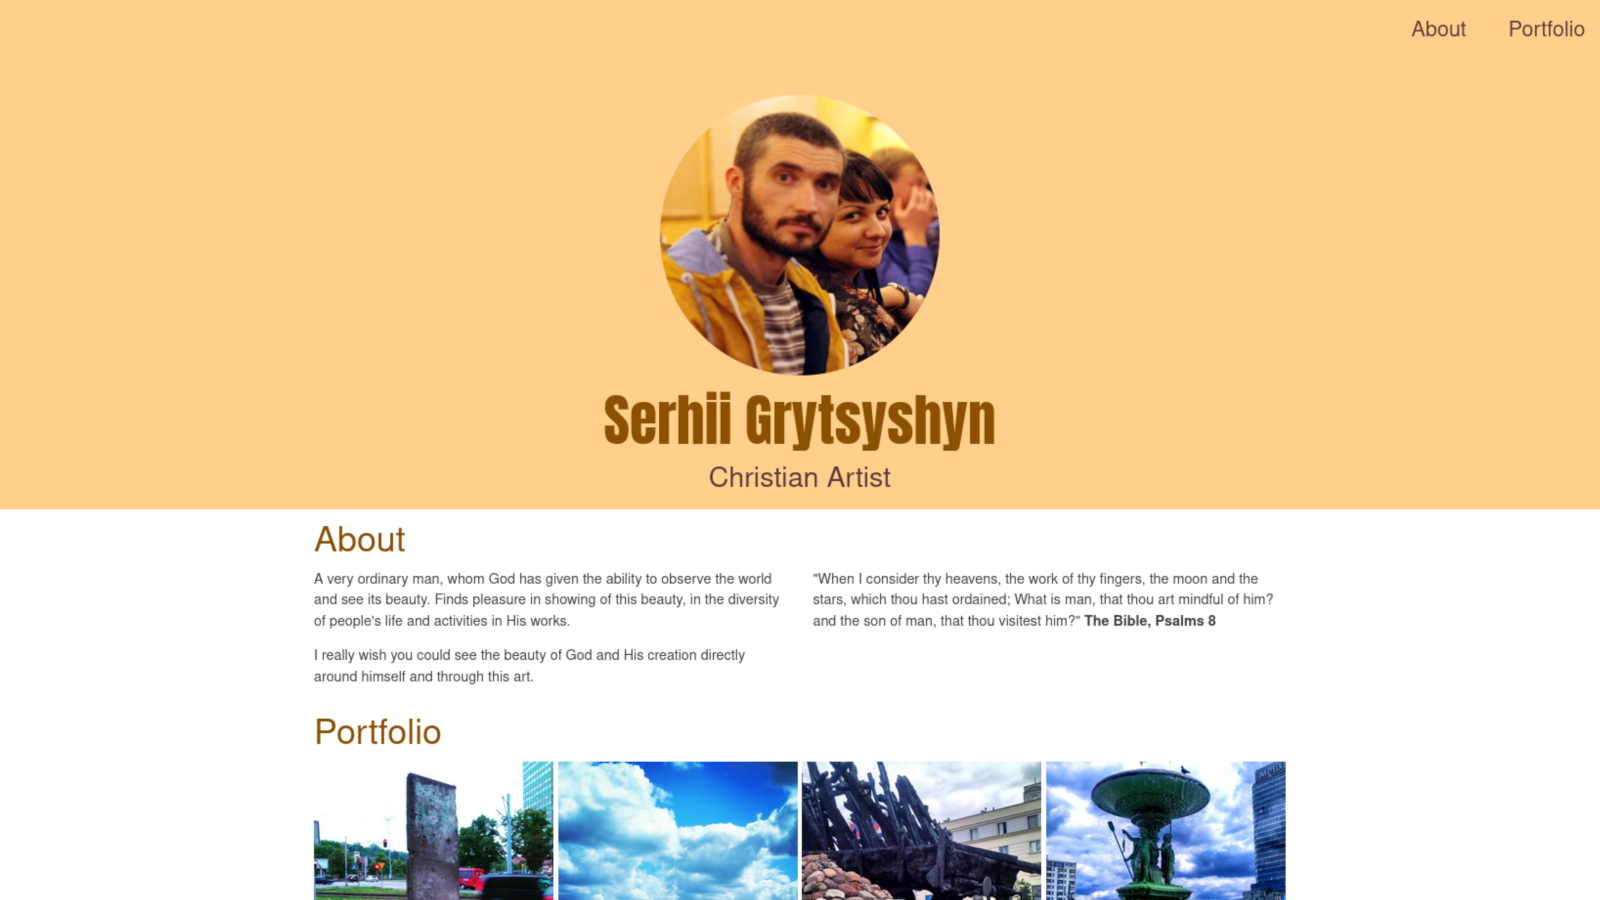 About Portfolio
Serhii Grytsyshyn
Christian Artist
About
A very ordinary man, whom God has given the ability to observe the world
and see its beauty. Finds pleasure in showing of this beauty, in the diversity
of people's life and activities in His works.
I really wish you could see the beauty of God and His creation directly
around himself and through this art.
"When I consider thy heavens, the work of thy fingers, the moon and the
stars, which thou hast ordained; What is man, that thou art mindful of him?
and the son of man, that thou visitest him?" The Bible, Psalms 8
Portfolio